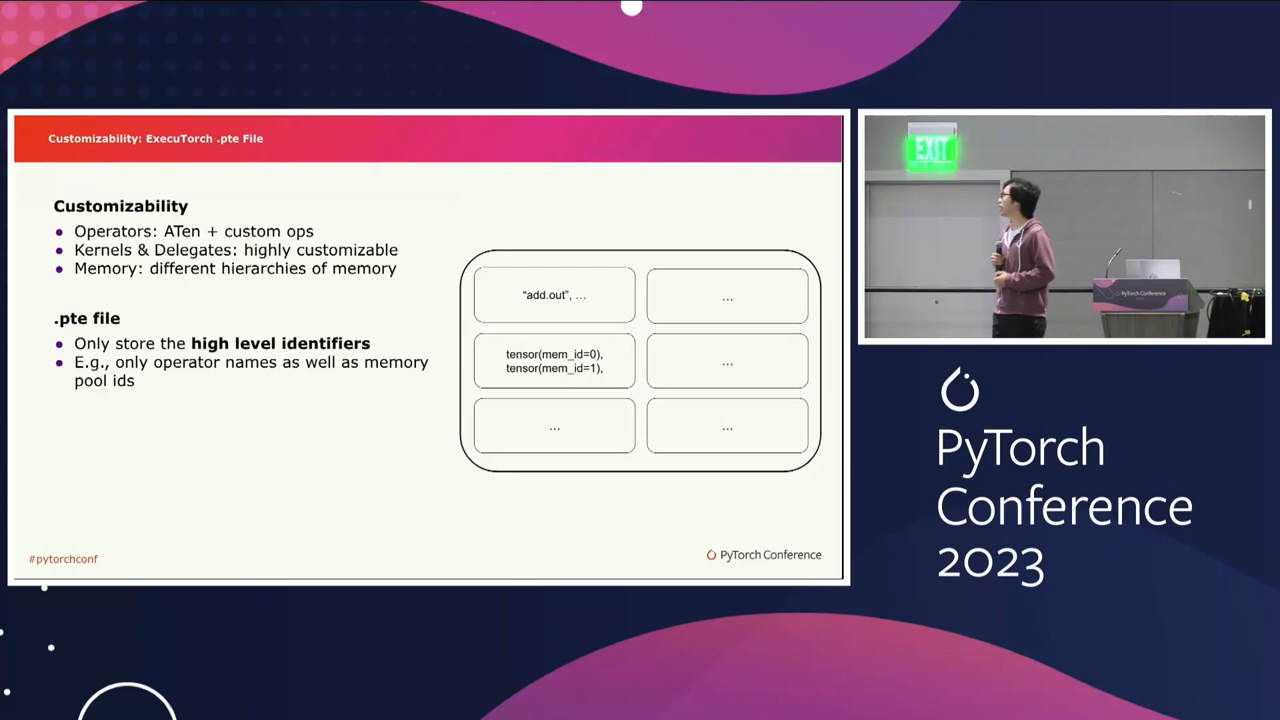 Customizability: ExecuTorch .pte File
Customizability
● Operators: ATen + custom ops
● Kernels & Delegates: highly customizable
● Memory: different hierarchies of memory
.pte file
● Only store the high level identifiers
● E.g., only operator names as well as memory
pool ids
“add.out”, ...
...
tensor(mem_id=0),
tensor(mem_id=1),
...
...
...
#pytorchconf
PyTorch Conference
EXIT
PyTorch Conference
PyTorch
Conference
2023